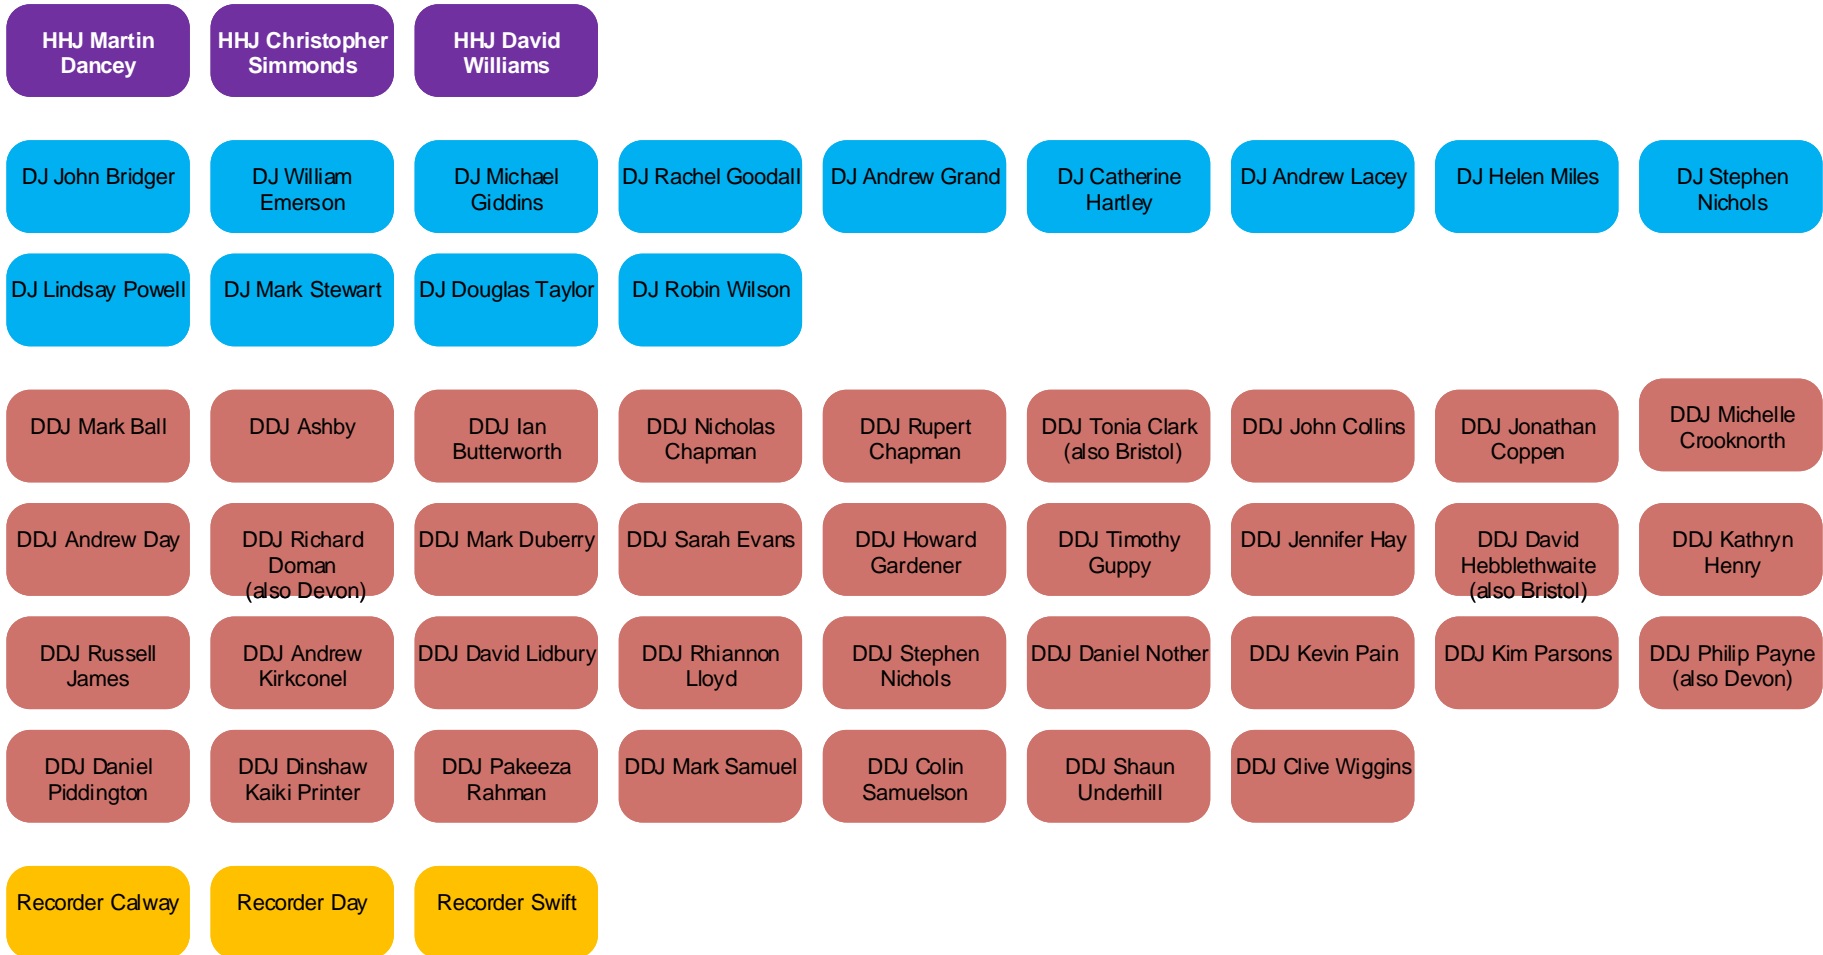 HHJ Martin
Dancey
HHJ Christopher
Simmonds
HHJ David
Williams
DJ John Bridger
DJ William
Emerson
DJ Michael
Giddins
DJ Rachel Goodall
DJ Andrew Grand
DJ Catherine
Hartley
DJ Andrew Lacey
DJ Helen Miles
DJ Stephen
Nichols
DJ Lindsay Powell
DJ Mark Stewart
DJ Douglas Taylor
DJ Robin Wilson
DDJ Mark Ball
DDJ Ashby
DDJ Ian
Butterworth
DDJ Nicholas
Chapman
DDJ Rupert
Chapman
DDJ Tonia Clark
(also Bristol)
DDJ John Collins
DDJ Jonathan
Coppen
DDJ Michelle
Crooknorth
DDJ Andrew Day
DDJ Richard
Doman
(also Devon)
DDJ Mark Duberry
DDJ Sarah Evans
DDJ Howard
Gardener
DDJ Timothy
Guppy
DDJ Jennifer Hay
DDJ David
Hebblethwaite
(also Bristol)
DDJ Kathryn
Henry
DDJ Russell
James
DDJ Andrew
Kirkconel
DDJ David Lidbury
DDJ Rhiannon
Lloyd
DDJ Stephen
Nichols
DDJ Daniel Nother
DDJ Kevin Pain
DDJ Kim Parsons
DDJ Philip Payne
(also Devon)
DDJ Daniel
Piddington
DDJ Dinshaw
Kaiki Printer
DDJ Pakeeza
Rahman
DDJ Mark Samuel
DDJ Colin
Samuelson
DDJ Shaun
Underhill
DDJ Clive Wiggins
Recorder Calway
Recorder Day
Recorder Swift